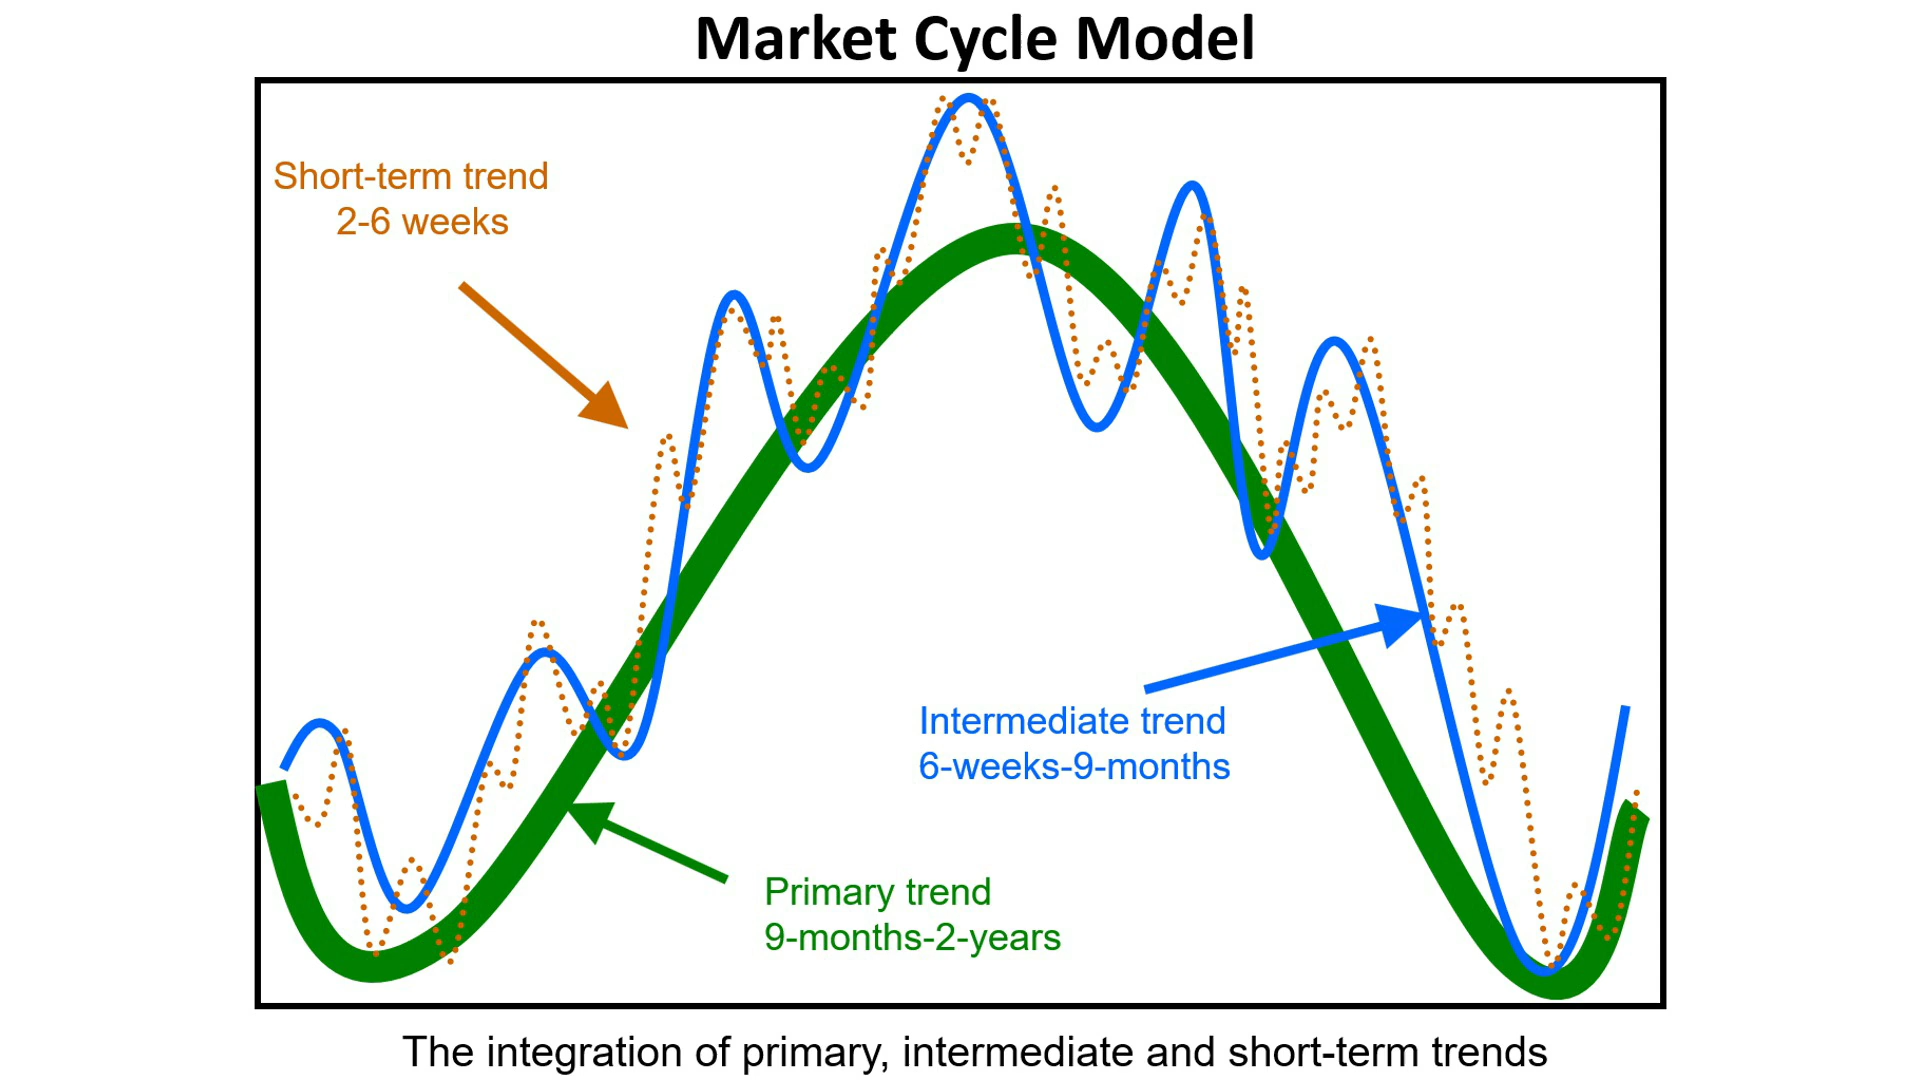 Market Cycle Model
Short-term trend
2-6 weeks
Intermediate trend
6-weeks-9-months
Primary trend
9-months-2-years
The integration of primary, intermediate and short-term trends